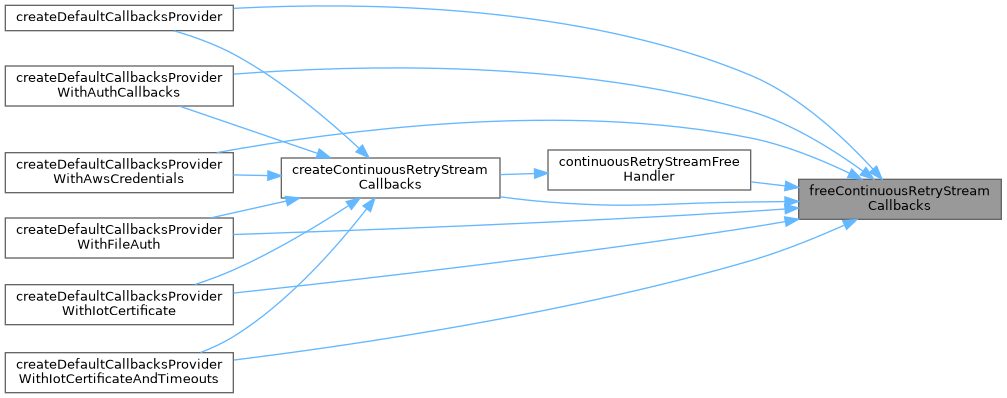 createDefaultCallbacksProvider
createDefaultCallbacksProvider
WithAuthCallbacks
createDefaultCallbacksProvider
WithAwsCredentials
createDefaultCallbacksProvider
WithFileAuth
createDefaultCallbacksProvider
WithIotCertificate
createDefaultCallbacksProvider
WithIotCertificateAndTimeouts
createContinuousRetryStream
Callbacks
continuousRetryStreamFree
Handler
freeContinuousRetryStream
Callbacks